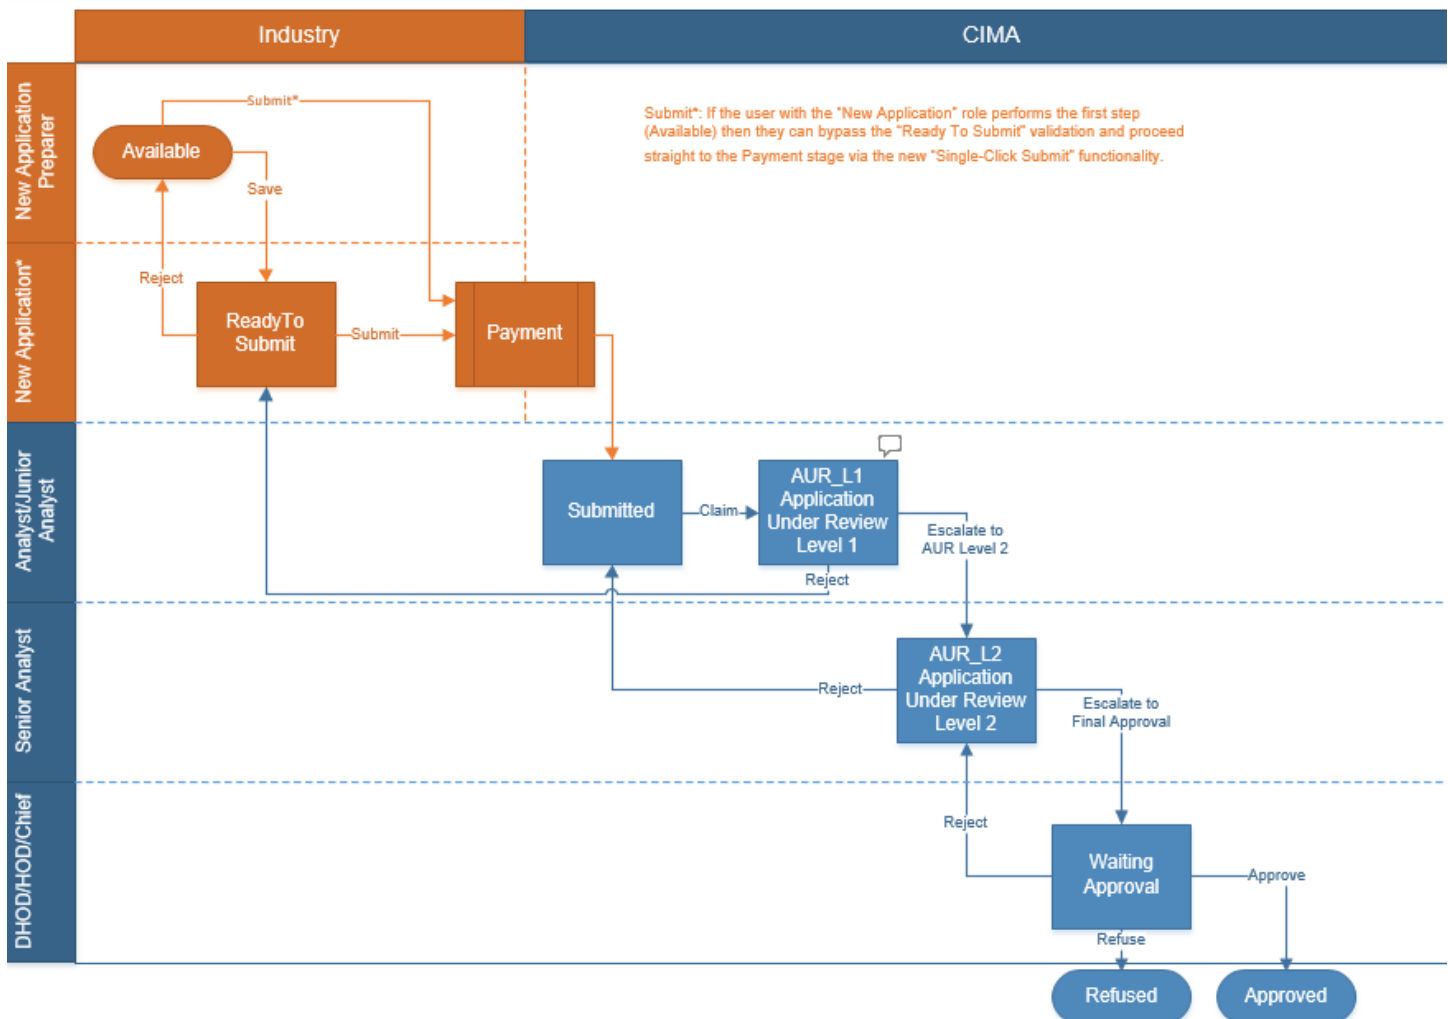 Industry
CIMA
New Application
Preparer
Submit*
Submit*: If the user with the "New Application" role performs the first step
(Available) then they can bypass the "Ready To Submit" validation and proceed
straight to the Payment stage via the new "Single-Click Submit" functionality.
Available
Save
New Application*
Reject
ReadyTo
Submit
Submit
Payment
Analyst/Junior
Analyst
Submitted
Claim
AUR_L1
Application
Under Review
Level 1
Escalate to
AUR Level 2
Reject
Senior Analyst
Reject
AUR_L2
Application
Under Review
Level 2
Escalate to
Final Approval
DHOD/HOD/Chief
Reject
Waiting
Approval
Approve
Refuse
Refused
Approved